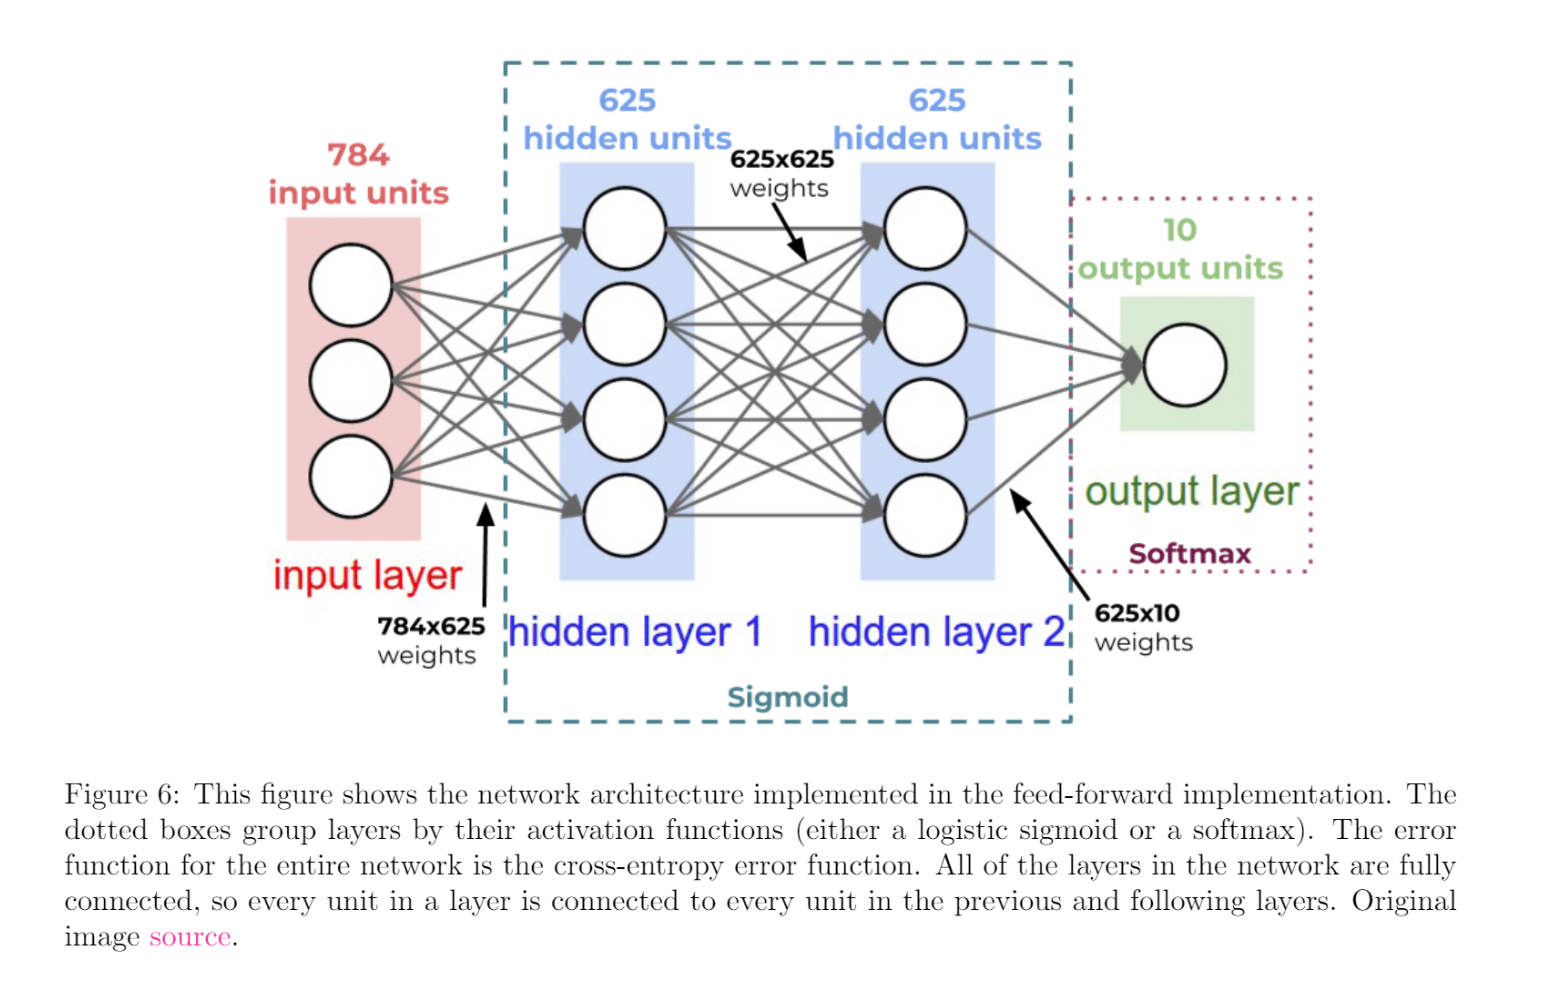 784
input units
input layer
784x625
weights
625
hidden units
hidden layer 1
625x625
weights
625
hidden units
hidden layer 2
Sigmoid
625x10
weights
10
output units
output layer
Softmax
Figure 6: This figure shows the network architecture implemented in the feed-forward implementation. The
dotted boxes group layers by their activation functions (either a logistic sigmoid or a softmax). The error
function for the entire network is the cross-entropy error function. All of the layers in the network are fully
connected, so every unit in a layer is connected to every unit in the previous and following layers. Original
image source.